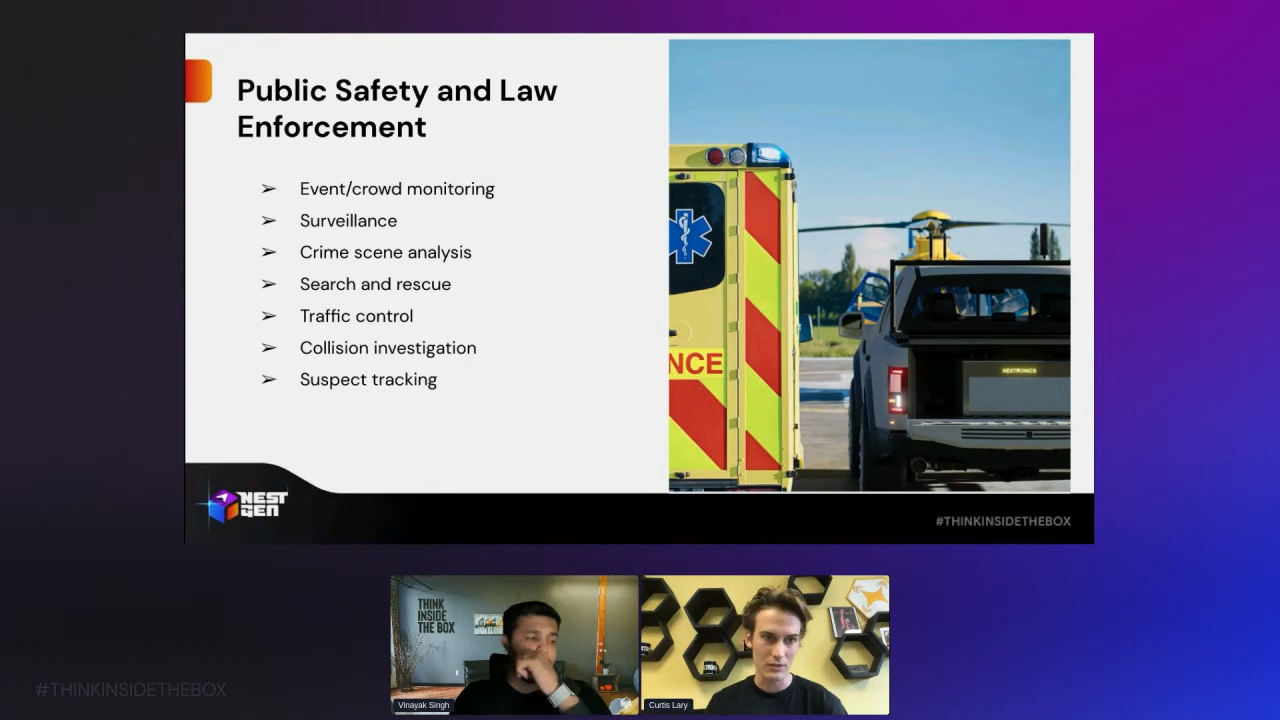 Public Safety and Law
Enforcement
➢ Event/crowd monitoring
➢ Surveillance
➢ Crime scene analysis
➢ Search and rescue
➢ Traffic control
➢ Collision investigation
➢ Suspect tracking
NCE
HEXTRONICS
NEST
GEN
#THINKINSIDETHEBOX
THINK
INSIDE
THE BOX
Vinayak Singh
Curtis Lary
#THINKINSIDETHEBOX